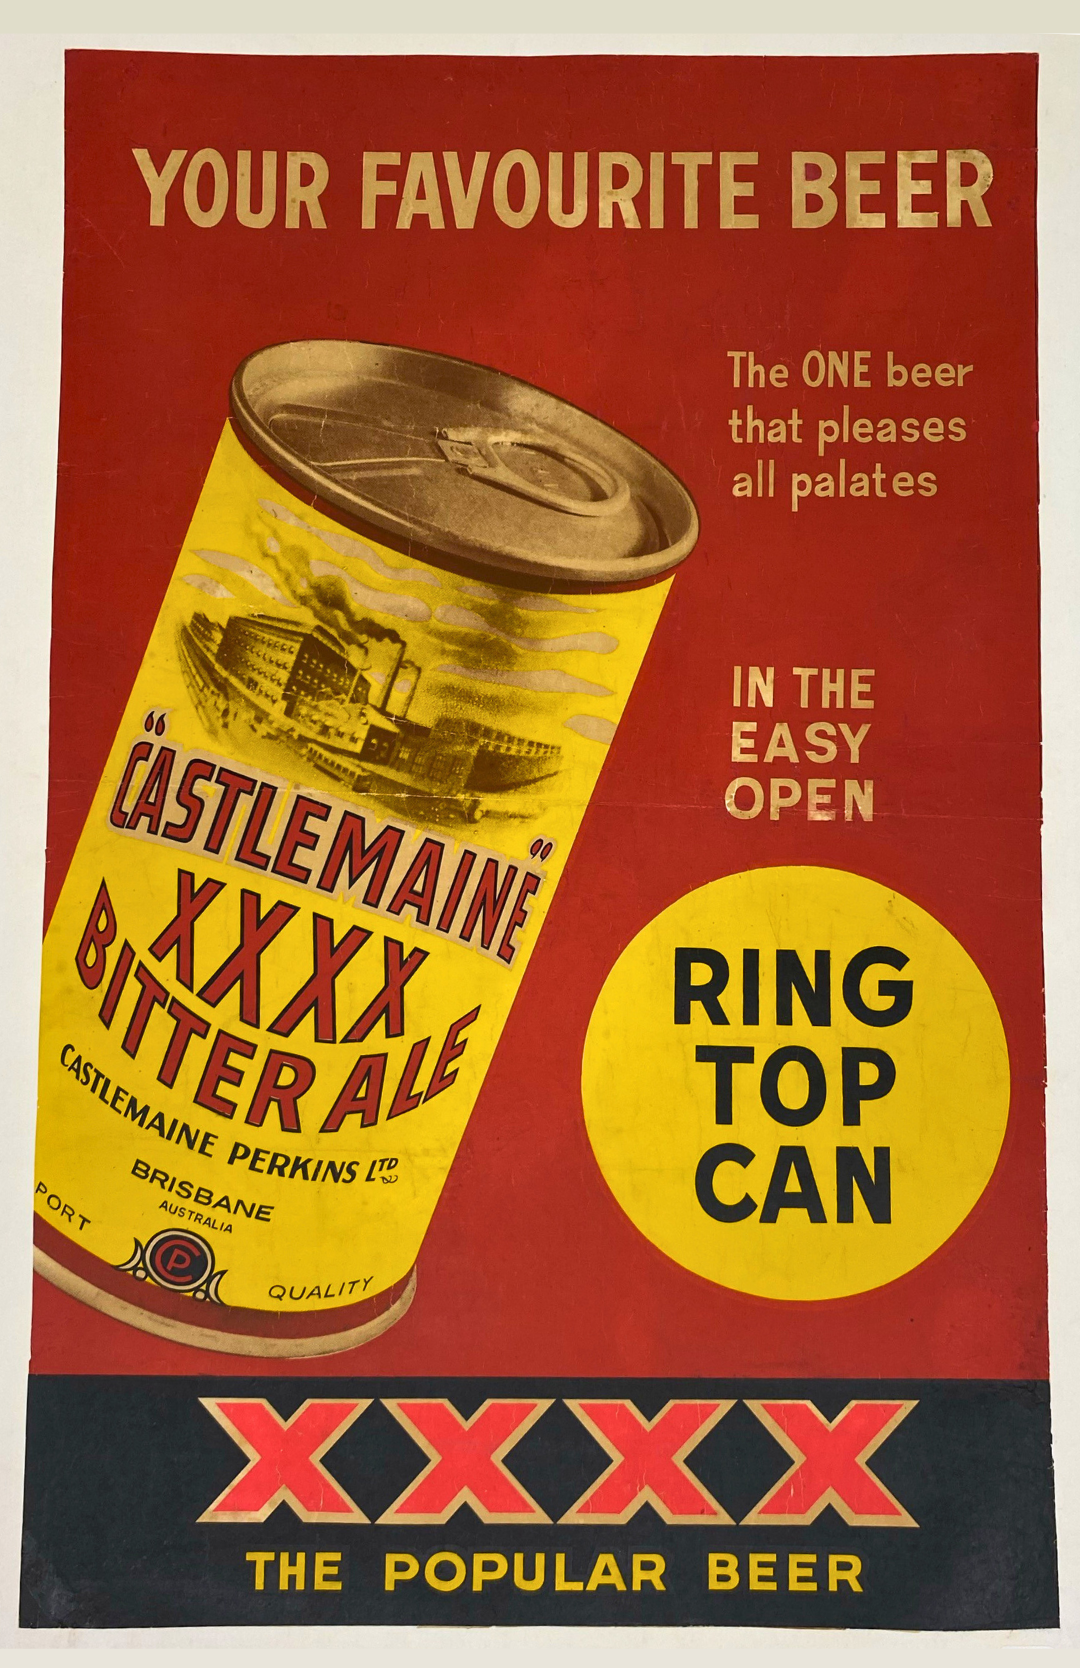 YOUR FAVOURITE BEER
The ONE beer
that pleases
all palates
IN THE
EASY
OPEN
RING
TOP
CAN
"CASTLEMAINE"
XXXX
BITTER ALE
CASTLEMAINE PERKINS LTD
BRISBANE
AUSTRALIA
PORT
CP
QUALITY
XXXX
THE POPULAR BEER